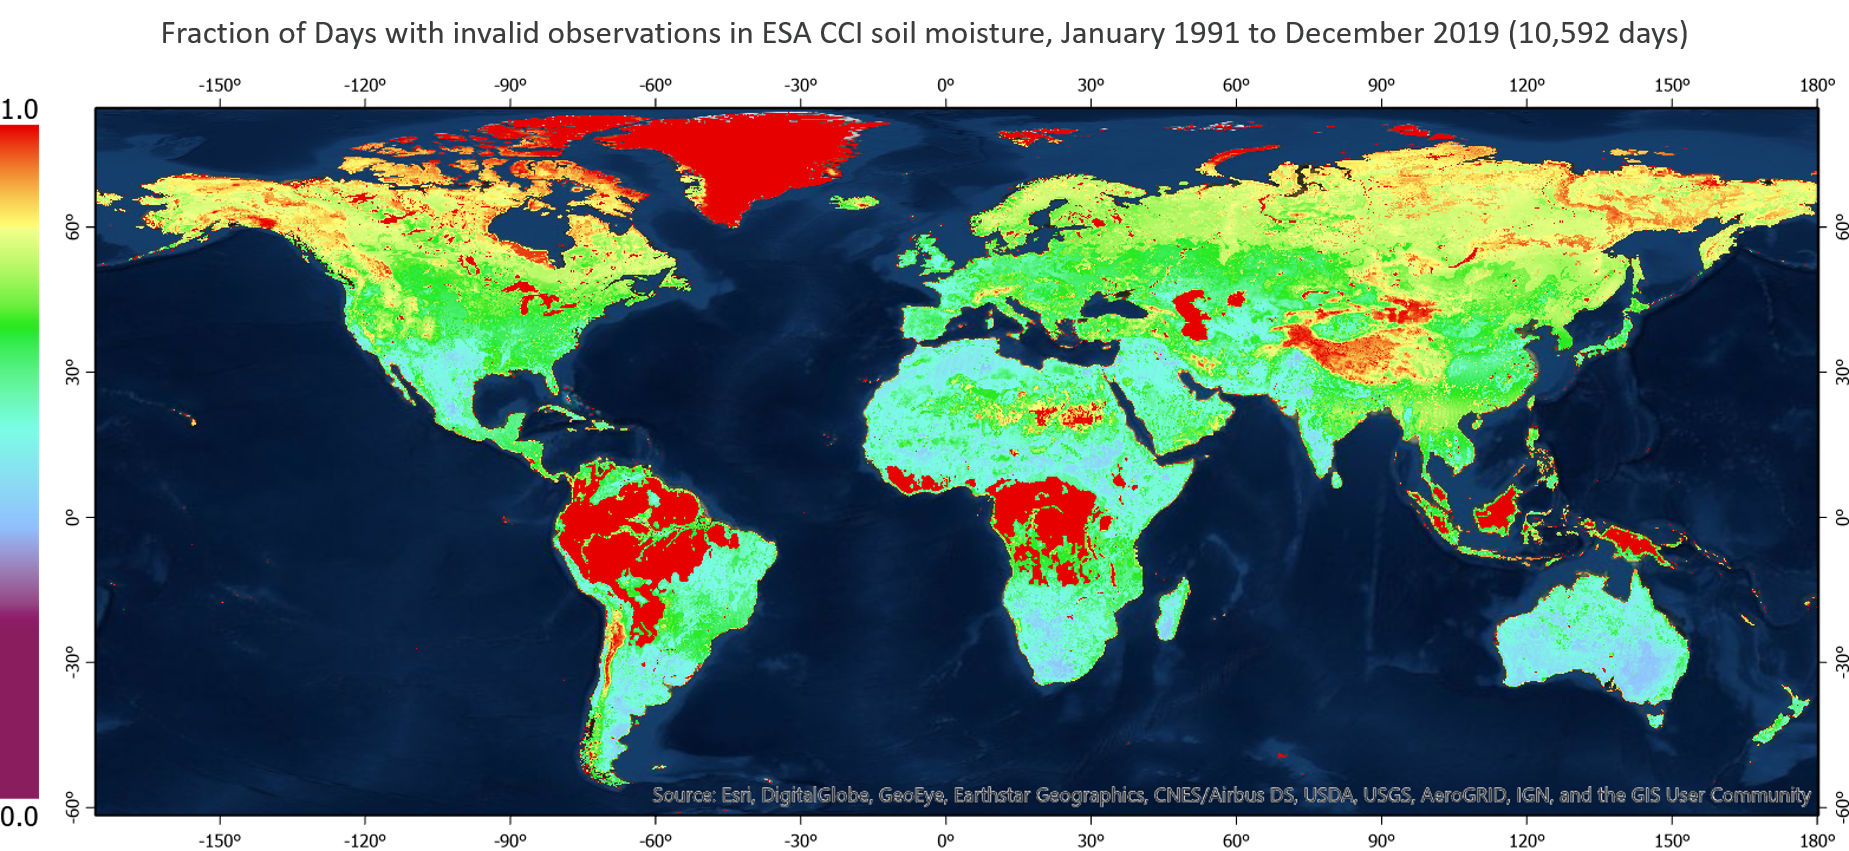 Fraction of Days with invalid observations in ESA CCI soil moisture, January 1991 to December 2019 (10,592 days)
-150° -120° -90° -60° -30° 0° 30° 60° 90° 120° 150° 180°
1.0
60° 60°
30° 30°
0° 0°
-30° -30°
Source: Esri, DigitalGlobe, GeoEye, Earthstar Geographics, CNES/Airbus DS, USDA, USGS, AeroGRID, IGN, and the GIS User Community
0.0
-60° -60°
-150° -120° -90° -60° -30° 0° 30° 60° 90° 120° 150° 180°